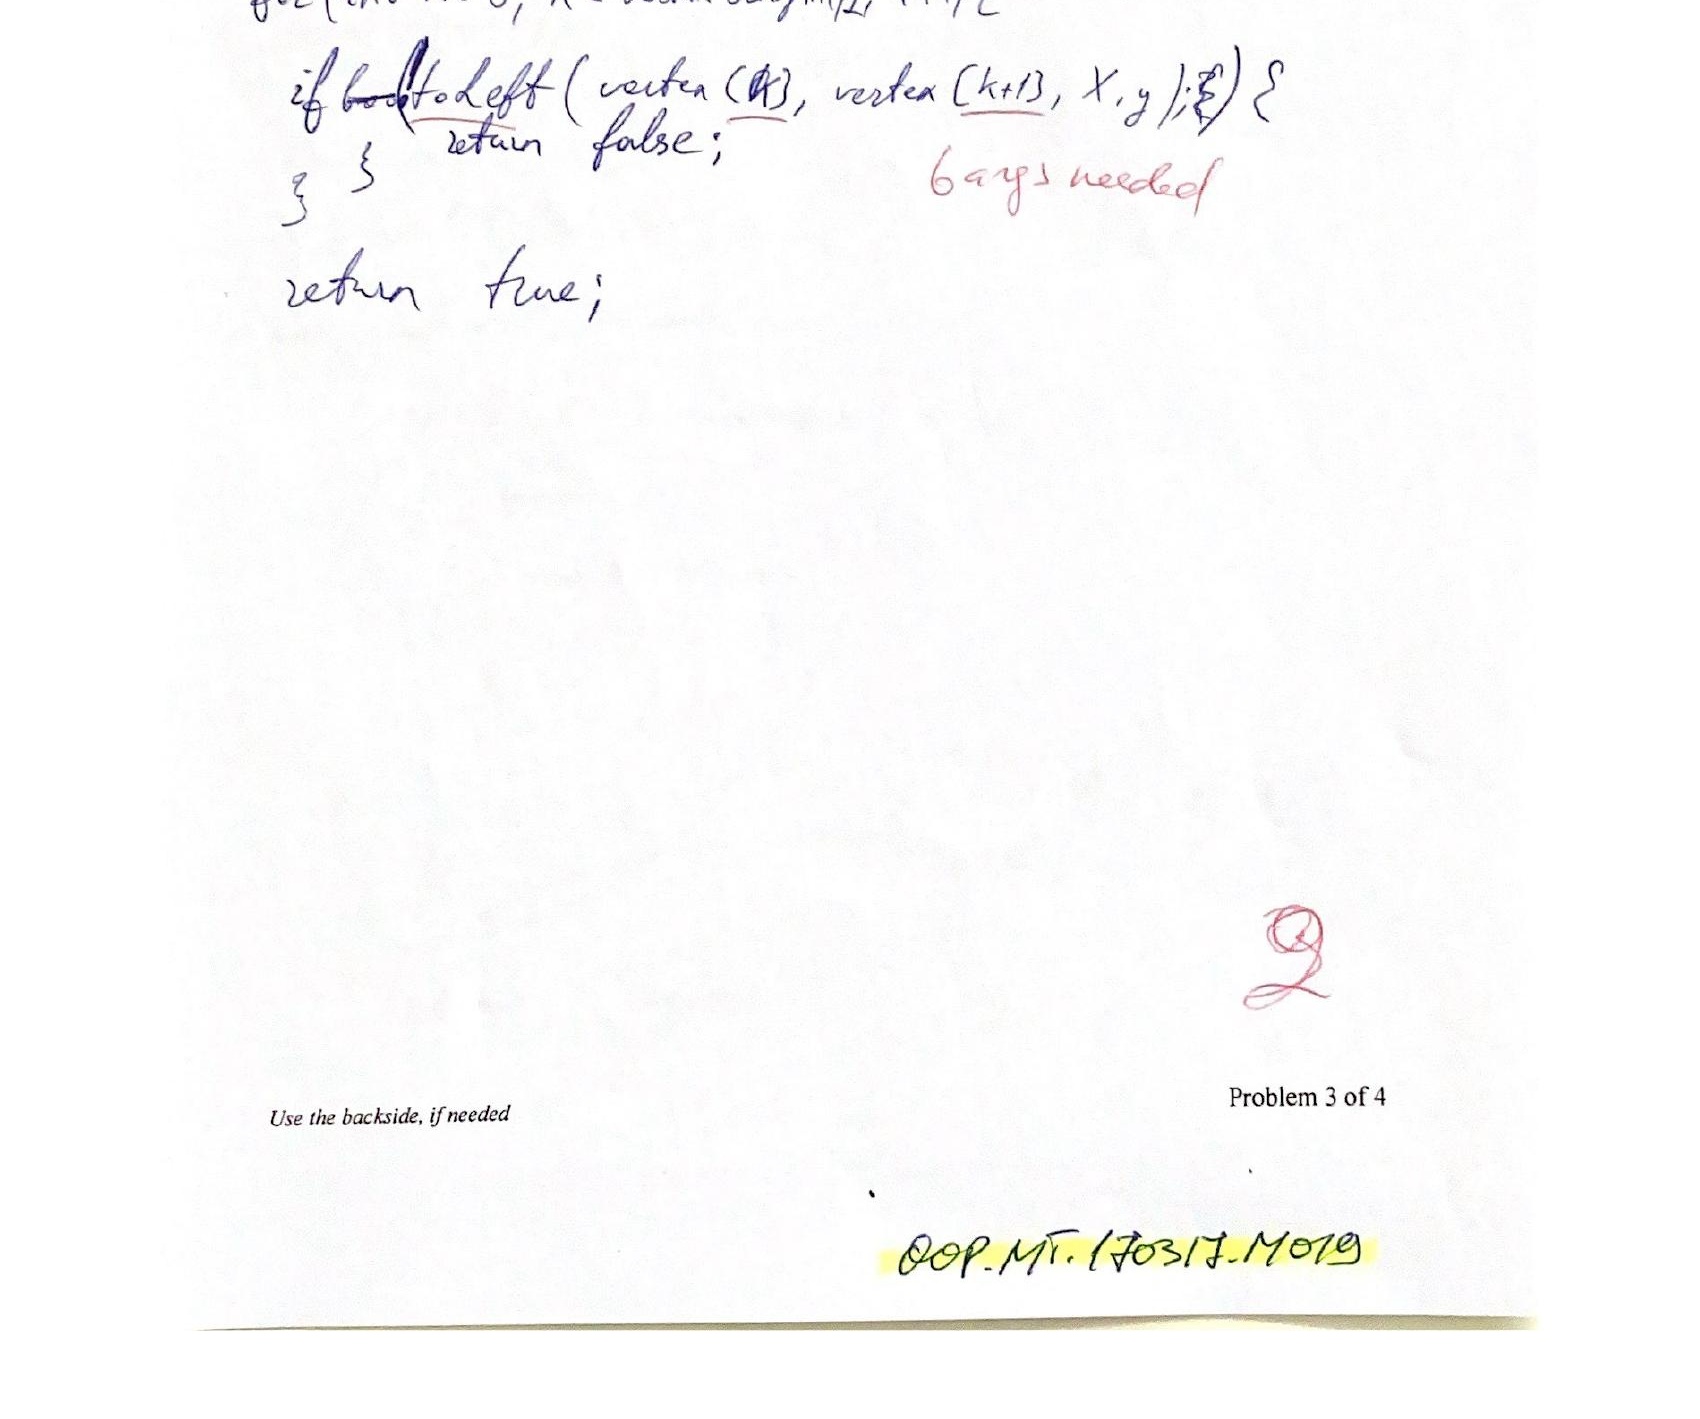 if (toLeft ( vertex [k], vertex [k+1], X, y )) {
return false;
}
}
6 args needed
return true;
2
Problem 3 of 4
Use the backside, if needed
OOP.MT.170317.M019